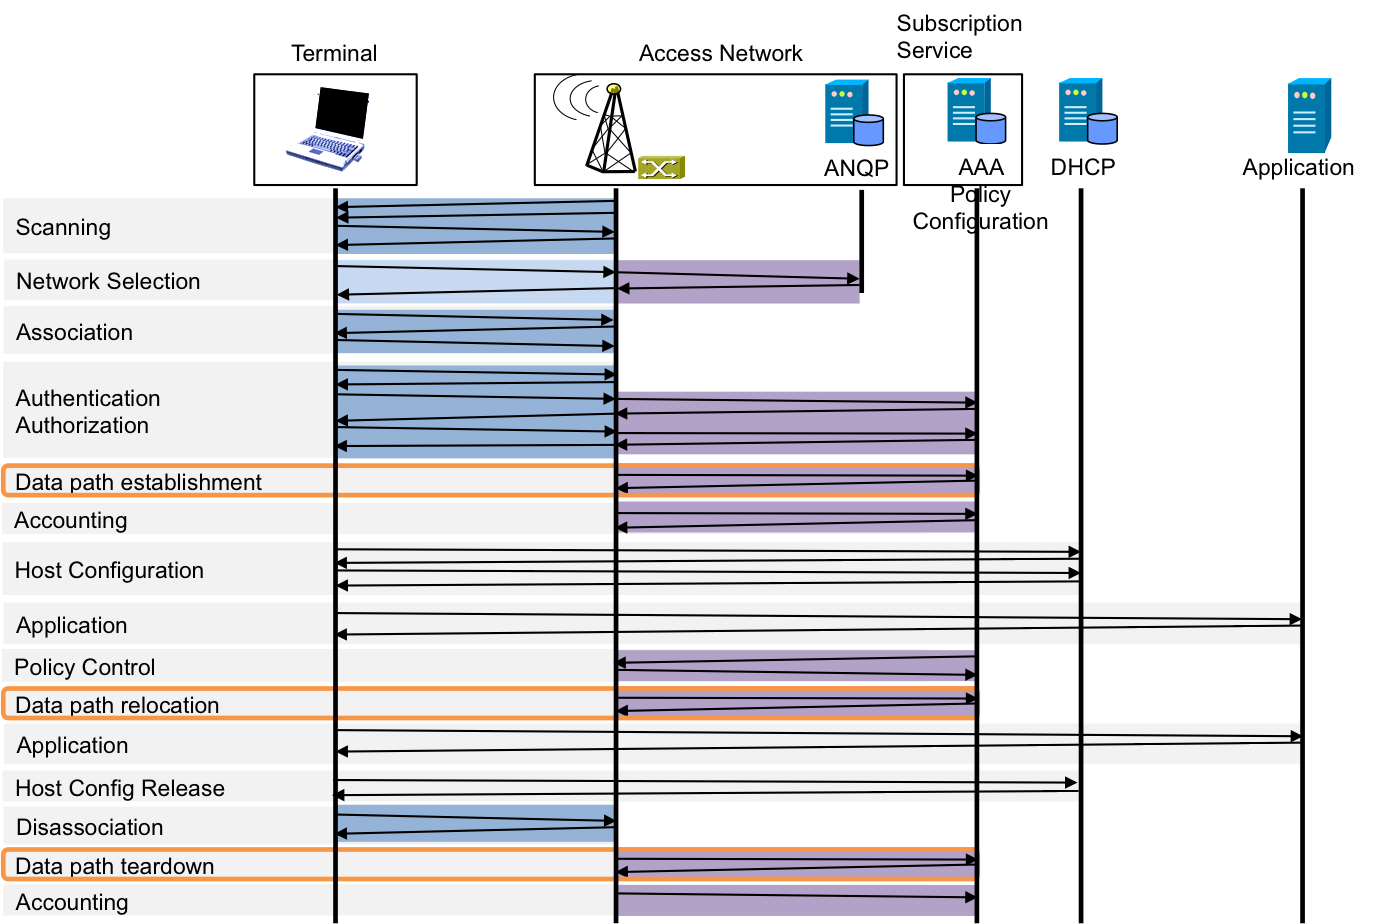 Subscription
Service
Terminal
Access Network
ANQP
AAA
DHCP
Application
Policy
Configuration
Scanning
Network Selection
Association
Authentication
Authorization
Data path establishment
Accounting
Host Configuration
Application
Policy Control
Data path relocation
Application
Host Config Release
Disassociation
Data path teardown
Accounting